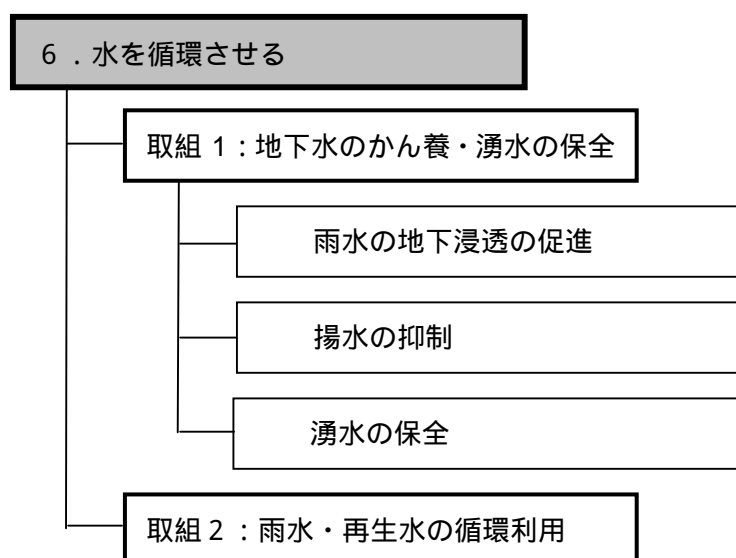 6．水を循環させる
取組1：地下水のかん養・湧水の保全
雨水の地下浸透の促進
揚水の抑制
湧水の保全
取組2：雨水・再生水の循環利用